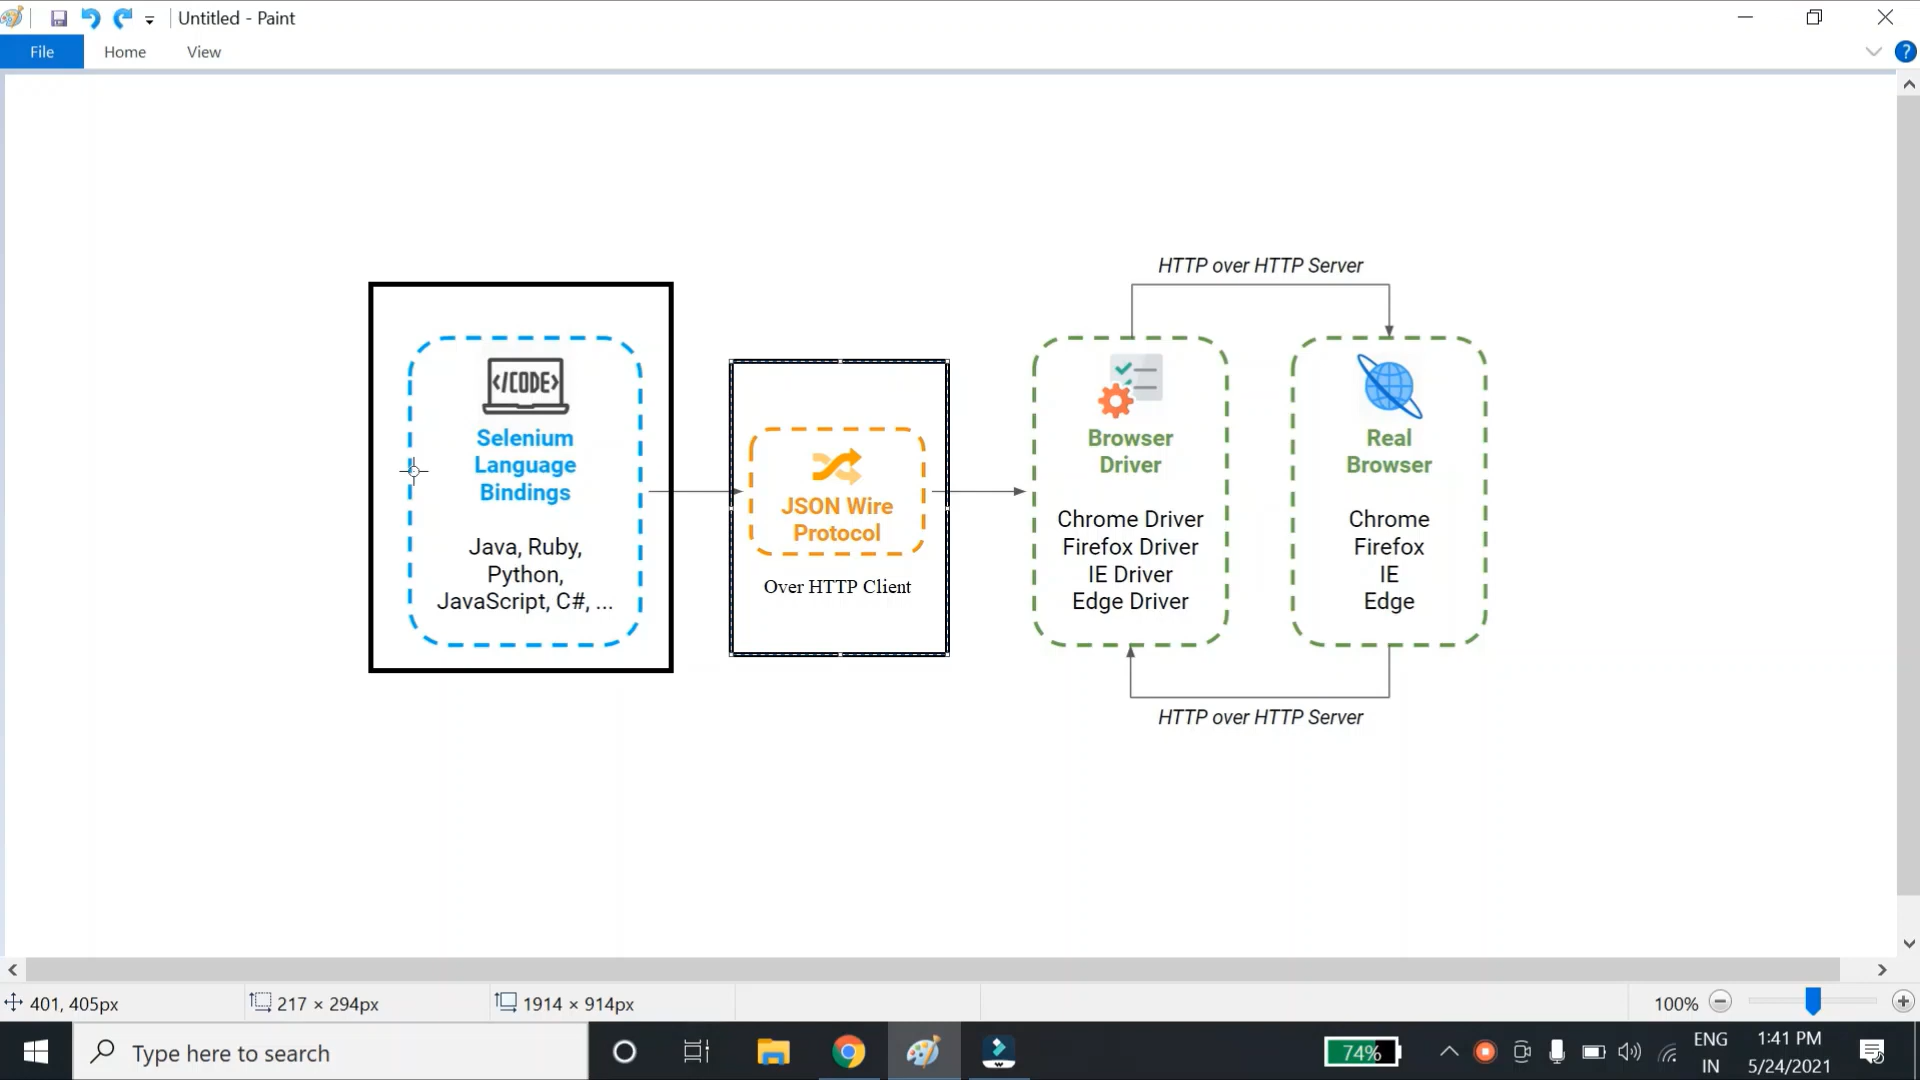 Untitled - Paint
File
Home
View
HTTP over HTTP Server
</CODE>
Selenium
Language
Bindings
Java, Ruby,
Python,
JavaScript, C#, ...
JSON Wire
Protocol
Over HTTP Client
Browser
Driver
Chrome Driver
Firefox Driver
IE Driver
Edge Driver
Real
Browser
Chrome
Firefox
IE
Edge
HTTP over HTTP Server
401, 405px
217 × 294px
1914 × 914px
100%
Type here to search
74%
ENG
IN
1:41 PM
5/24/2021